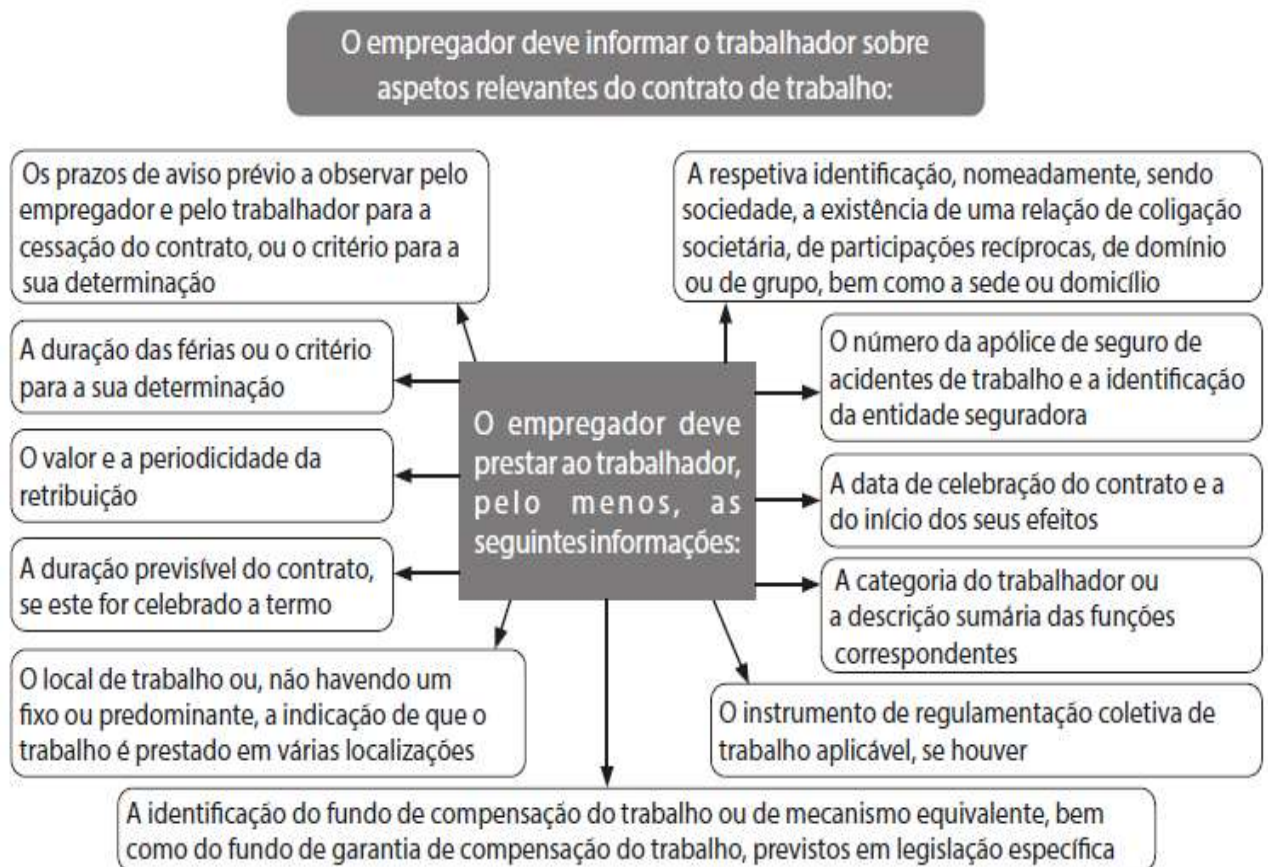 O empregador deve informar o trabalhador sobre
aspetos relevantes do contrato de trabalho:
Os prazos de aviso prévio a observar pelo
empregador e pelo trabalhador para a
cessação do contrato, ou o critério para a
sua determinação
A respetiva identificação, nomeadamente, sendo
sociedade, a existência de uma relação de coligação
societária, de participações recíprocas, de domínio
ou de grupo, bem como a sede ou domicílio
A duração das férias ou o critério
para a sua determinação
O número da apólice de seguro de
acidentes de trabalho e a identificação
da entidade seguradora
O empregador deve
prestar ao trabalhador,
pelo menos, as
seguintes informações:
O valor e a periodicidade da
retribuição
A data de celebração do contrato e a
do início dos seus efeitos
A duração previsível do contrato,
se este for celebrado a termo
A categoria do trabalhador ou
a descrição sumária das funções
correspondentes
O local de trabalho ou, não havendo um
fixo ou predominante, a indicação de que o
trabalho é prestado em várias localizações
O instrumento de regulamentação coletiva de
trabalho aplicável, se houver
A identificação do fundo de compensação do trabalho ou de mecanismo equivalente, bem
como do fundo de garantia de compensação do trabalho, previstos em legislação específica